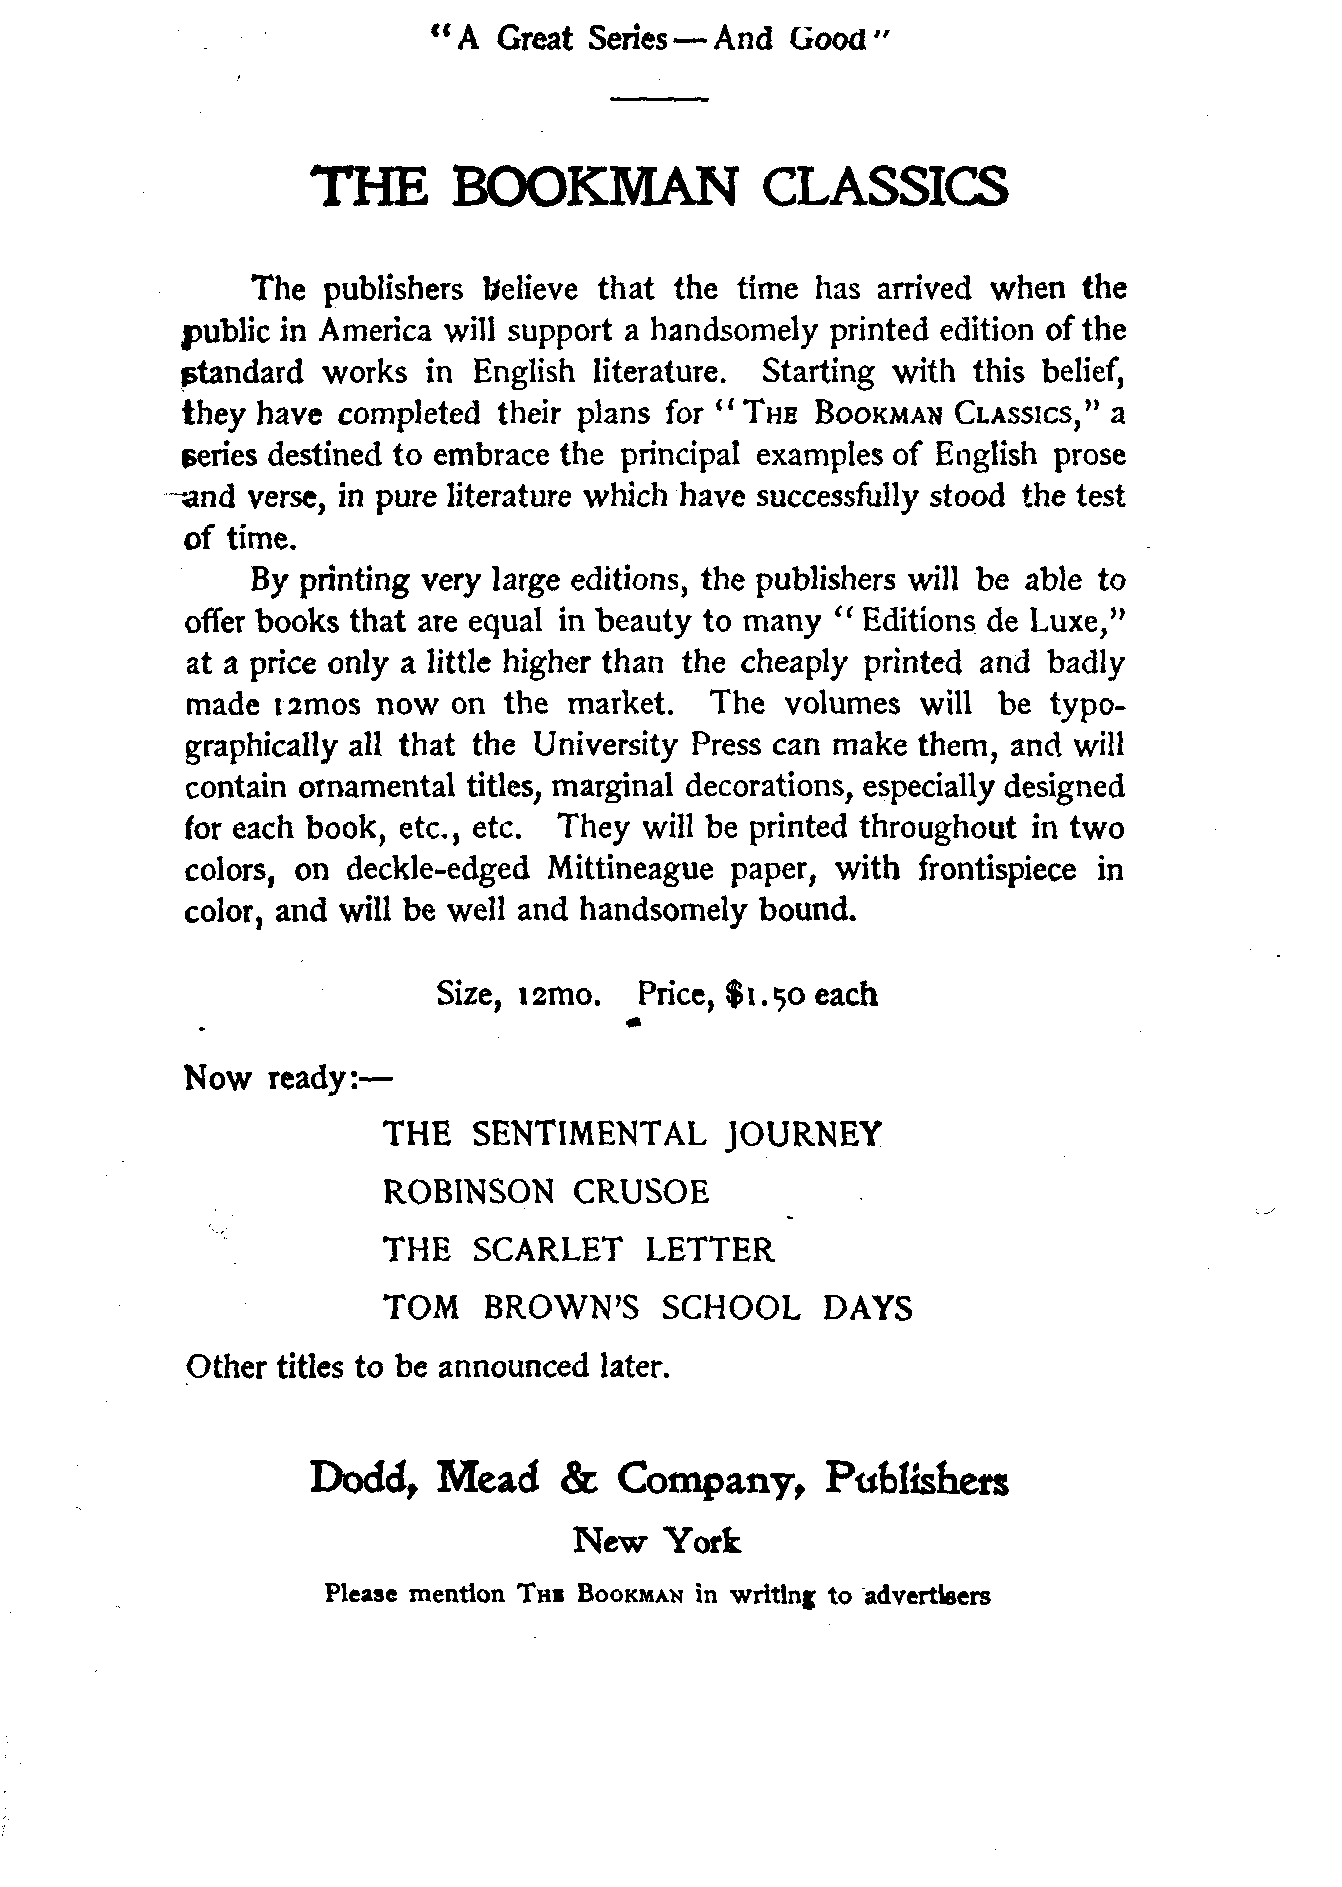 "A Great Series—And Good"
THE BOOKMAN CLASSICS
The publishers believe that the time has arrived when the
public in America will support a handsomely printed edition of the
standard works in English literature. Starting with this belief,
they have completed their plans for "THE BOOKMAN CLASSICS," a
series destined to embrace the principal examples of English prose
and verse, in pure literature which have successfully stood the test
of time.
By printing very large editions, the publishers will be able to
offer books that are equal in beauty to many "Editions de Luxe,"
at a price only a little higher than the cheaply printed and badly
made 12mos now on the market. The volumes will be typo-
graphically all that the University Press can make them, and will
contain ornamental titles, marginal decorations, especially designed
for each book, etc., etc. They will be printed throughout in two
colors, on deckle-edged Mittineague paper, with frontispiece in
color, and will be well and handsomely bound.
Size, 12mo. Price, $1.50 each
Now ready:—
THE SENTIMENTAL JOURNEY
ROBINSON CRUSOE
THE SCARLET LETTER
TOM BROWN'S SCHOOL DAYS
Other titles to be announced later.
Dodd, Mead & Company, Publishers
New York
Please mention THE BOOKMAN in writing to advertisers